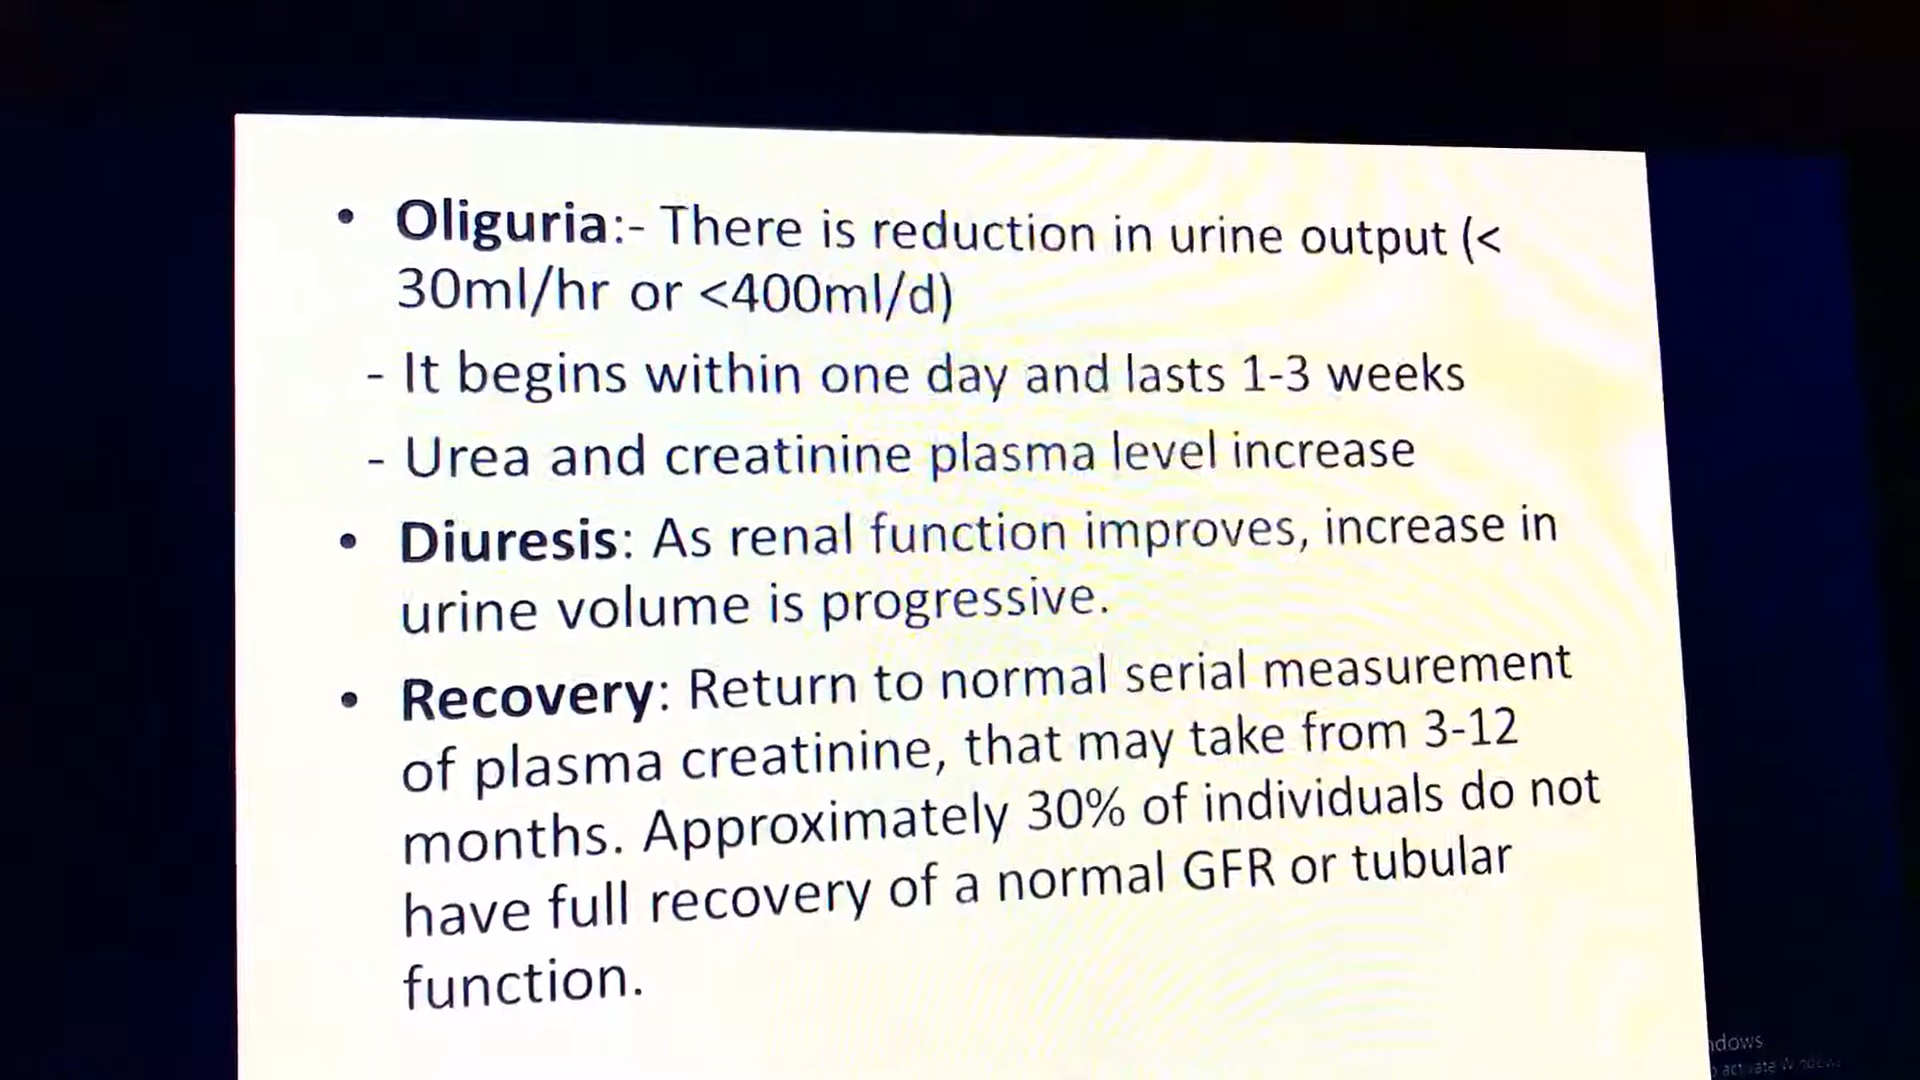 • Oliguria:- There is reduction in urine output (<
30ml/hr or <400ml/d)
- It begins within one day and lasts 1-3 weeks
- Urea and creatinine plasma level increase
• Diuresis: As renal function improves, increase in
urine volume is progressive.
• Recovery: Return to normal serial measurement
of plasma creatinine, that may take from 3-12
months. Approximately 30% of individuals do not
have full recovery of a normal GFR or tubular
function.